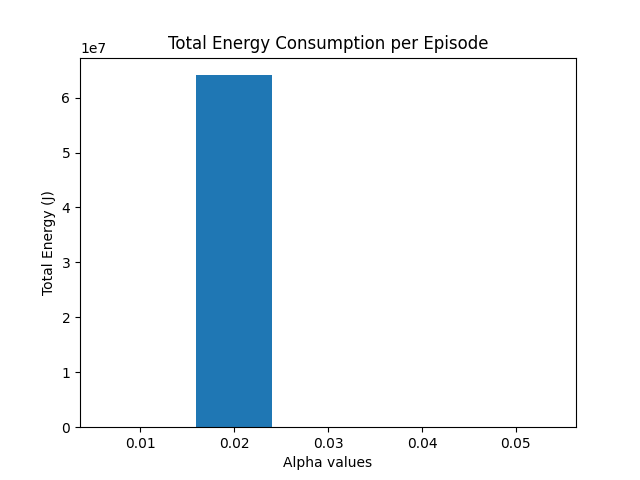 Total Energy Consumption per Episode
1e7
6
5
4
3
2
1
0
Total Energy (J)
0.01 0.02 0.03 0.04 0.05
Alpha values